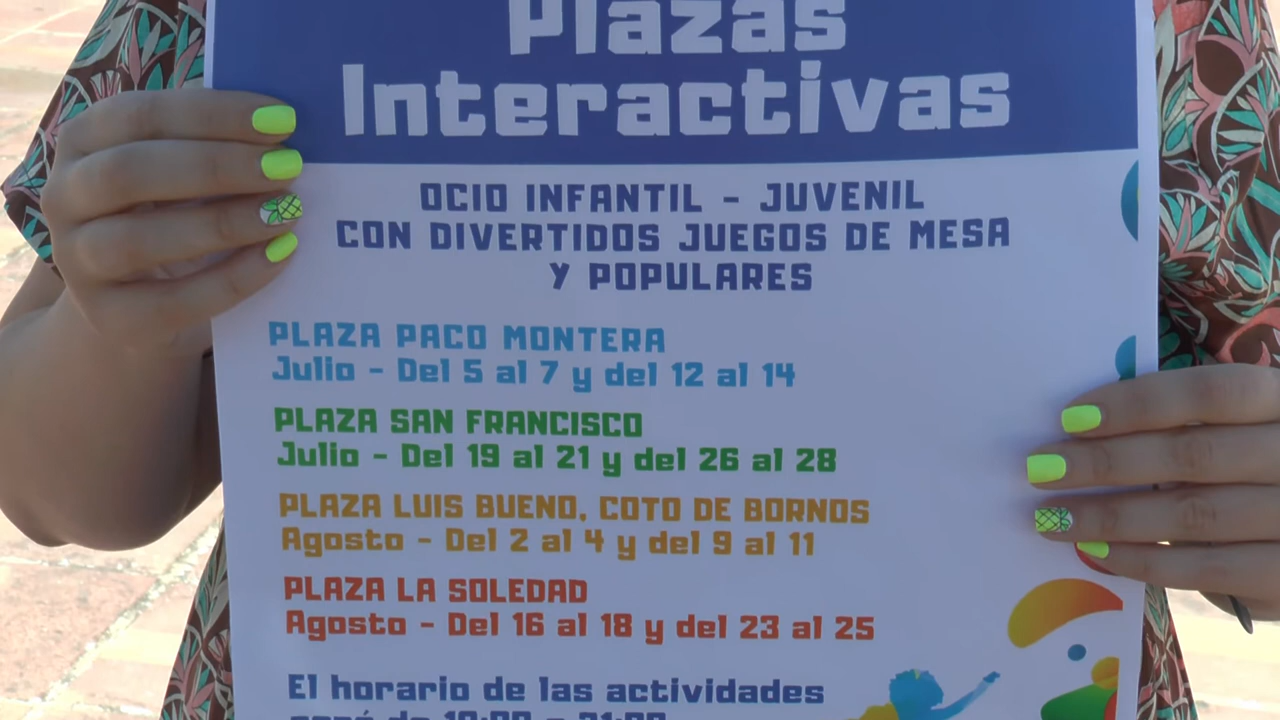 Plazas
Interactivas
OCIO INFANTIL - JUVENIL
CON DIVERTIDOS JUEGOS DE MESA
Y POPULARES
PLAZA PACO MONTERA
Julio - Del 5 al 7 y del 12 al 14
PLAZA SAN FRANCISCO
Julio - Del 19 al 21 y del 26 al 28
PLAZA LUIS BUENO, COTO DE BORNOS
Agosto - Del 2 al 4 y del 9 al 11
PLAZA LA SOLEDAD
Agosto - Del 16 al 18 y del 23 al 25
El horario de las actividades